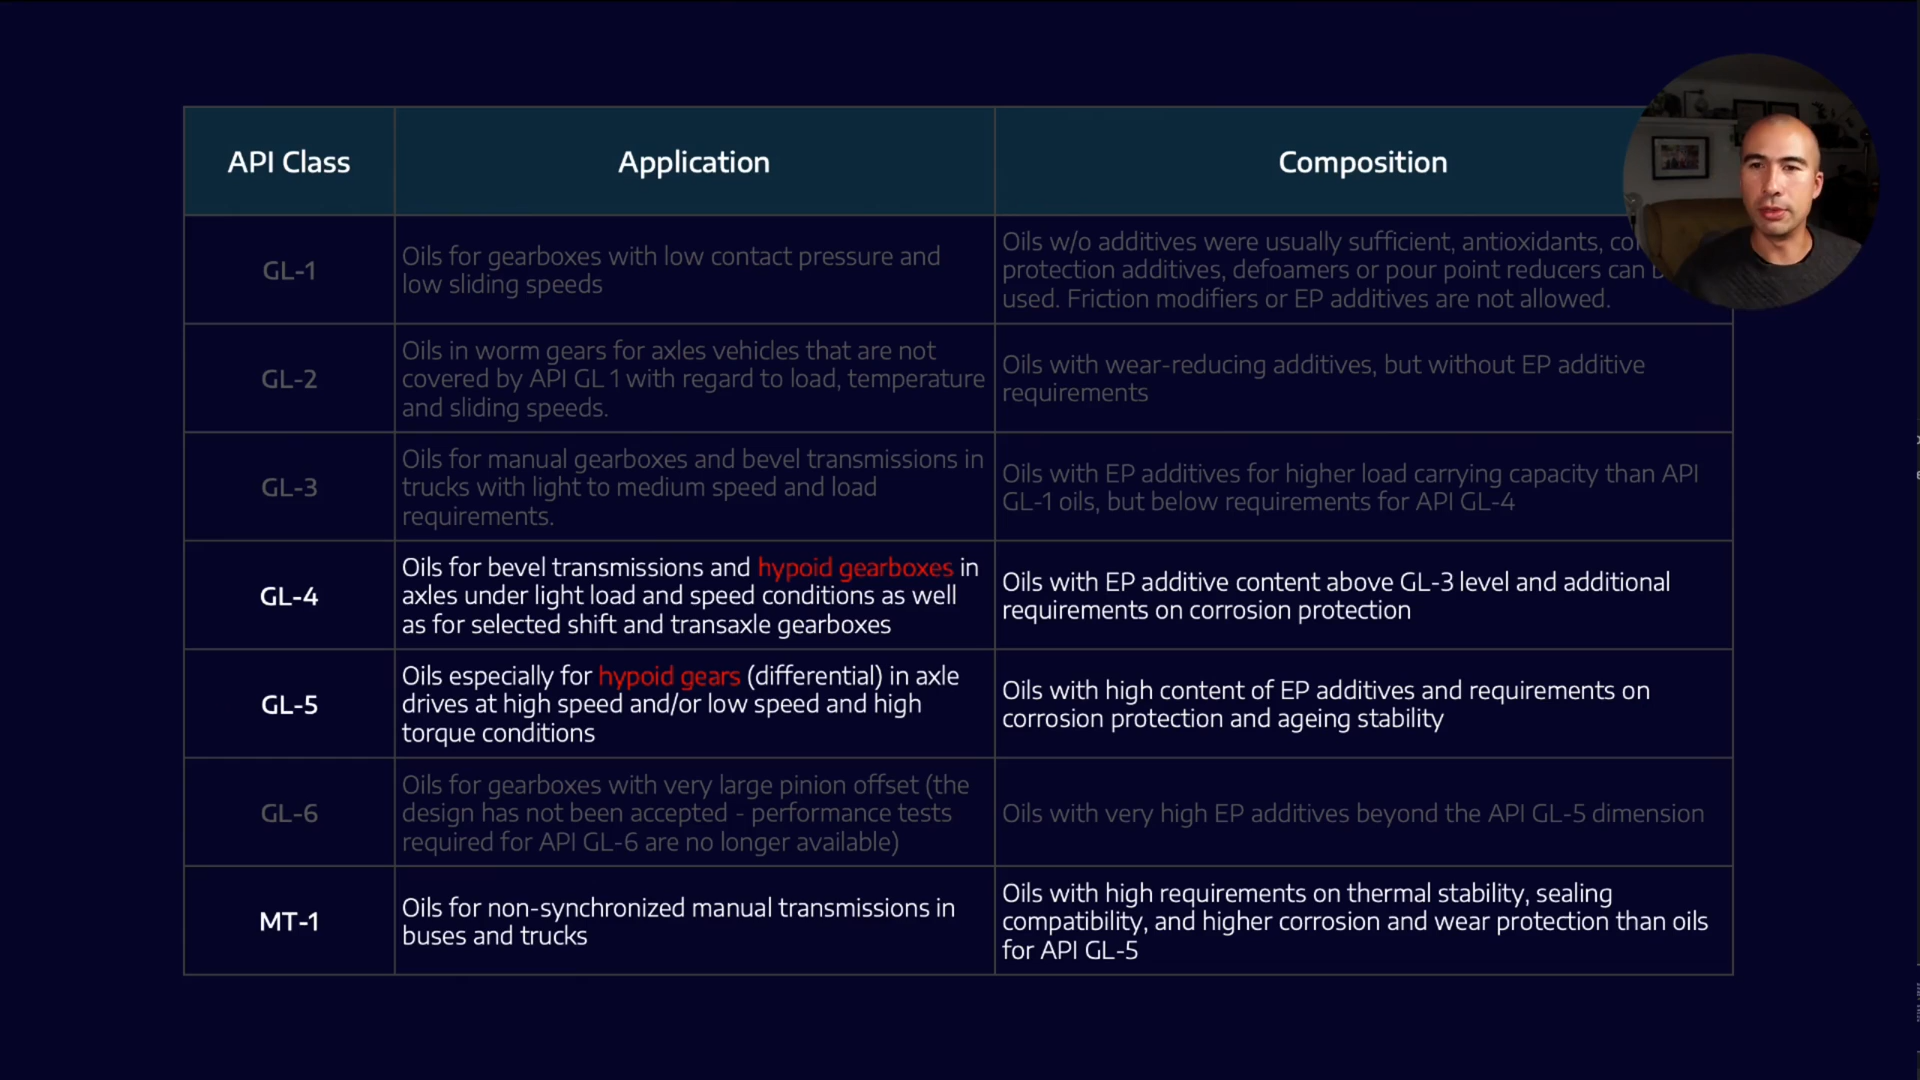 API Class
Application
Composition
GL-1
Oils for gearboxes with low contact pressure and
low sliding speeds
Oils w/o additives were usually sufficient, antioxidants,
protection additives, defoamers or pour point reducers can
used. Friction modifiers or EP additives are not allowed.
GL-2
Oils in worm gears for axles vehicles that are not
covered by API GL 1 with regard to load, temperature
and sliding speeds.
Oils with wear-reducing additives, but without EP additive
requirements
GL-3
Oils for manual gearboxes and bevel transmissions in
trucks with light to medium speed and load
requirements.
Oils with EP additives for higher load carrying capacity than API
GL-1 oils, but below requirements for API GL-4
GL-4
Oils for bevel transmissions and hypoid gearboxes in
axles under light load and speed conditions as well
as for selected shift and transaxle gearboxes
Oils with EP additive content above GL-3 level and additional
requirements on corrosion protection
GL-5
Oils especially for hypoid gears (differential) in axle
drives at high speed and/or low speed and high
torque conditions
Oils with high content of EP additives and requirements on
corrosion protection and ageing stability
GL-6
Oils for gearboxes with very large pinion offset (the
design has not been accepted - performance tests
required for API GL-6 are no longer available)
Oils with very high EP additives beyond the API GL-5 dimension
MT-1
Oils for non-synchronized manual transmissions in
buses and trucks
Oils with high requirements on thermal stability, sealing
compatibility, and higher corrosion and wear protection than oils
for API GL-5